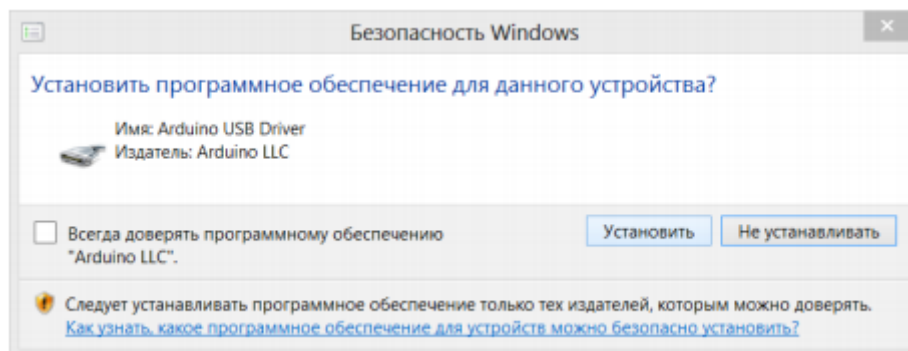 Безопасность Windows
Установить программное обеспечение для данного устройства?
Имя: Arduino USB Driver
Издатель: Arduino LLC
Всегда доверять программному обеспечению
"Arduino LLC".
Установить
Не устанавливать
Следует устанавливать программное обеспечение только тех издателей, которым можно доверять.
Как узнать, какое программное обеспечение для устройств можно безопасно установить?